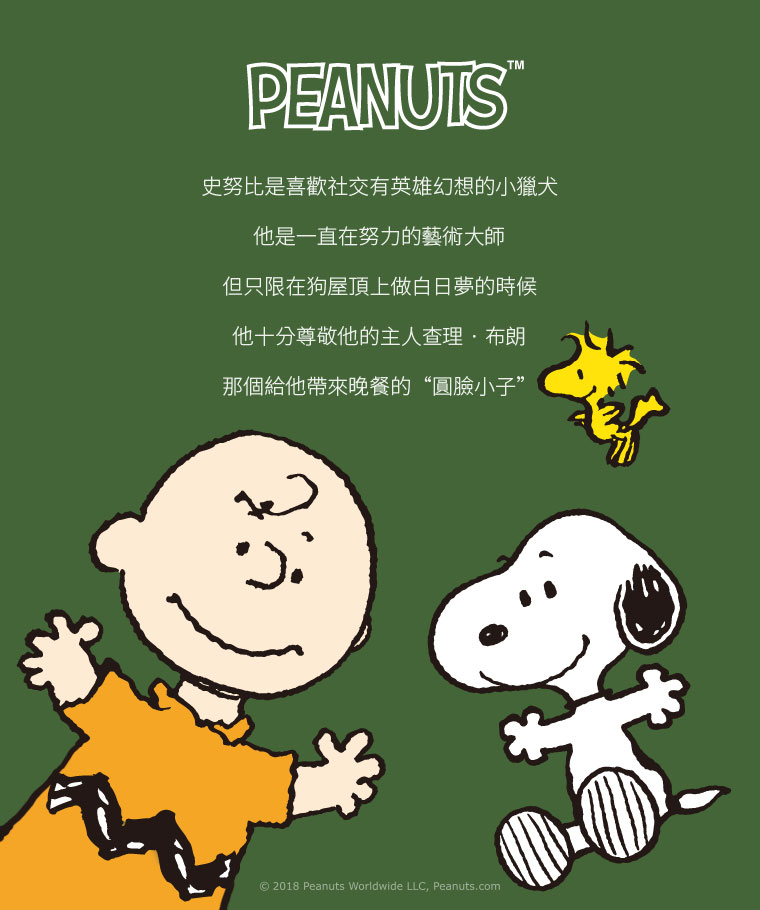 PEANUTS™
史努比是喜歡社交有英雄幻想的小獵犬
他是一直在努力的藝術大師
但只限在狗屋頂上做白日夢的時候
他十分尊敬他的主人查理·布朗
那個給他帶來晚餐的“圓臉小子”
© 2018 Peanuts Worldwide LLC, Peanuts.com